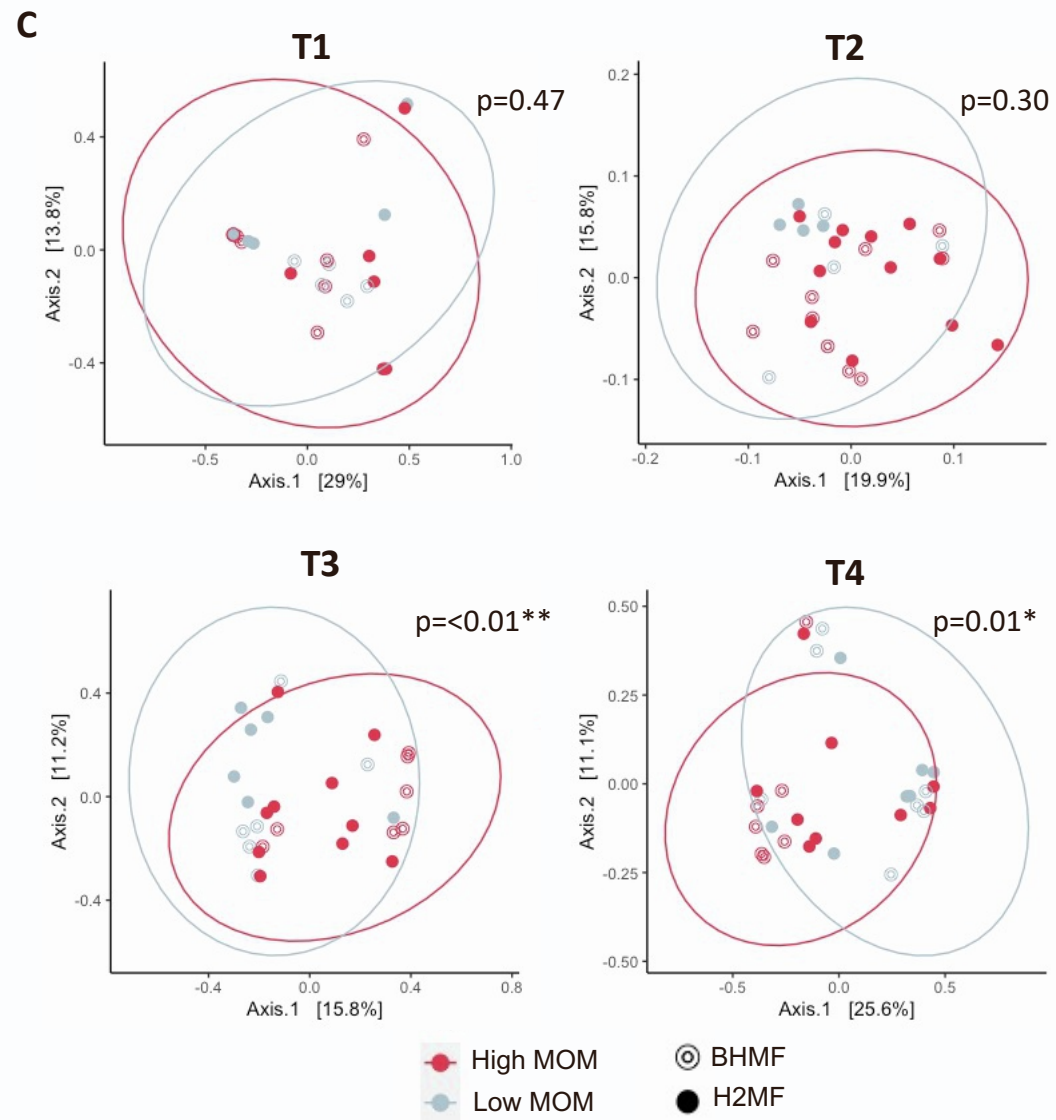 C
T1
p=0.47
0.4
0.0
-0.4
Axis.2 [13.8%]
-0.5
0.0
0.5
1.0
Axis.1 [29%]
T2
p=0.30
0.2
0.1
0.0
-0.1
Axis.2 [15.8%]
-0.2
-0.1
0.0
0.1
Axis.1 [19.9%]
T3
p=<0.01**
0.4
0.0
-0.4
Axis.2 [11.2%]
-0.4
0.0
0.4
0.8
Axis.1 [15.8%]
T4
p=0.01*
0.50
0.25
0.00
-0.25
-0.50
Axis.2 [11.1%]
-0.5
0.0
0.5
Axis.1 [25.6%]
High MOM
Low MOM
BHMF
H2MF